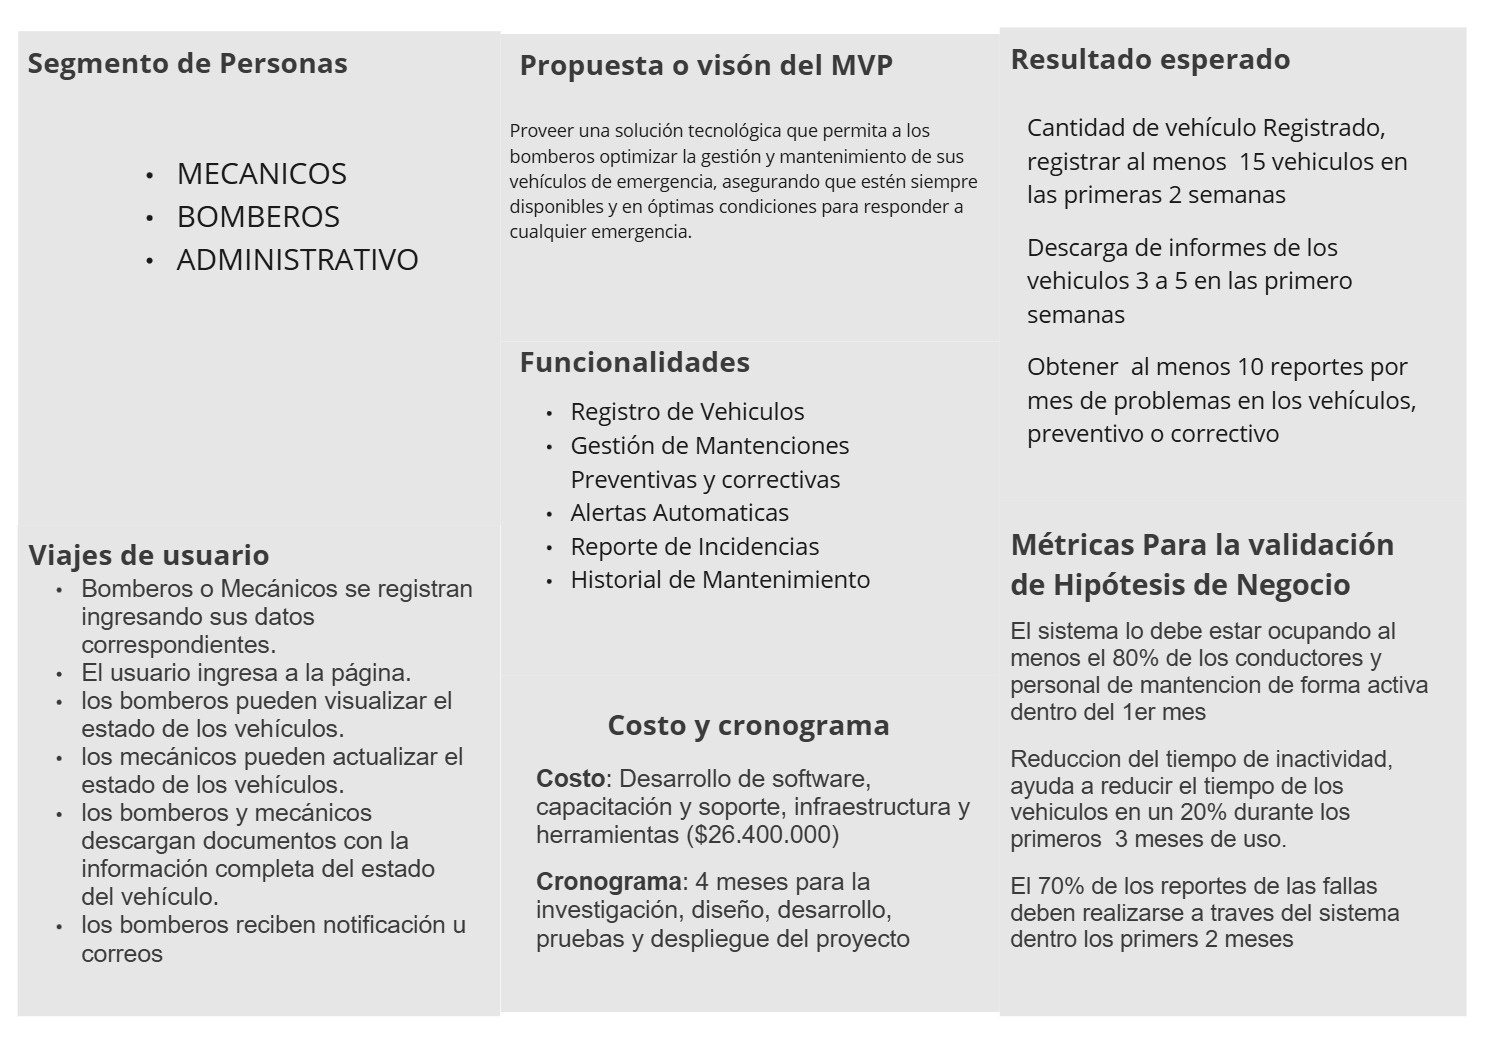 Segmento de Personas
• MECANICOS
• BOMBEROS
• ADMINISTRATIVO
Viajes de usuario
• Bomberos o Mecánicos se registran
ingresando sus datos
correspondientes.
• El usuario ingresa a la página.
• los bomberos pueden visualizar el
estado de los vehículos.
• los mecánicos pueden actualizar el
estado de los vehículos.
• los bomberos y mecánicos
descargan documentos con la
información completa del estado
del vehículo.
• los bomberos reciben notificación u
correos
Propuesta o visón del MVP
Proveer una solución tecnológica que permita a los
bomberos optimizar la gestión y mantenimiento de sus
vehículos de emergencia, asegurando que estén siempre
disponibles y en óptimas condiciones para responder a
cualquier emergencia.
Funcionalidades
• Registro de Vehiculos
• Gestión de Mantenciones
Preventivas y correctivas
• Alertas Automaticas
• Reporte de Incidencias
• Historial de Mantenimiento
Costo y cronograma
Costo: Desarrollo de software,
capacitación y soporte, infraestructura y
herramientas ($26.400.000)
Cronograma: 4 meses para la
investigación, diseño, desarrollo,
pruebas y despliegue del proyecto
Resultado esperado
Cantidad de vehículo Registrado,
registrar al menos  15 vehiculos en
las primeras 2 semanas
Descarga de informes de los
vehiculos 3 a 5 en las primero
semanas
Obtener  al menos 10 reportes por
mes de problemas en los vehículos,
preventivo o correctivo
Métricas Para la validación
de Hipótesis de Negocio
El sistema lo debe estar ocupando al
menos el 80% de los conductores y
personal de mantencion de forma activa
dentro del 1er mes
Reduccion del tiempo de inactividad,
ayuda a reducir el tiempo de los
vehiculos en un 20% durante los
primeros  3 meses de uso.
El 70% de los reportes de las fallas
deben realizarse a traves del sistema
dentro los primers 2 meses